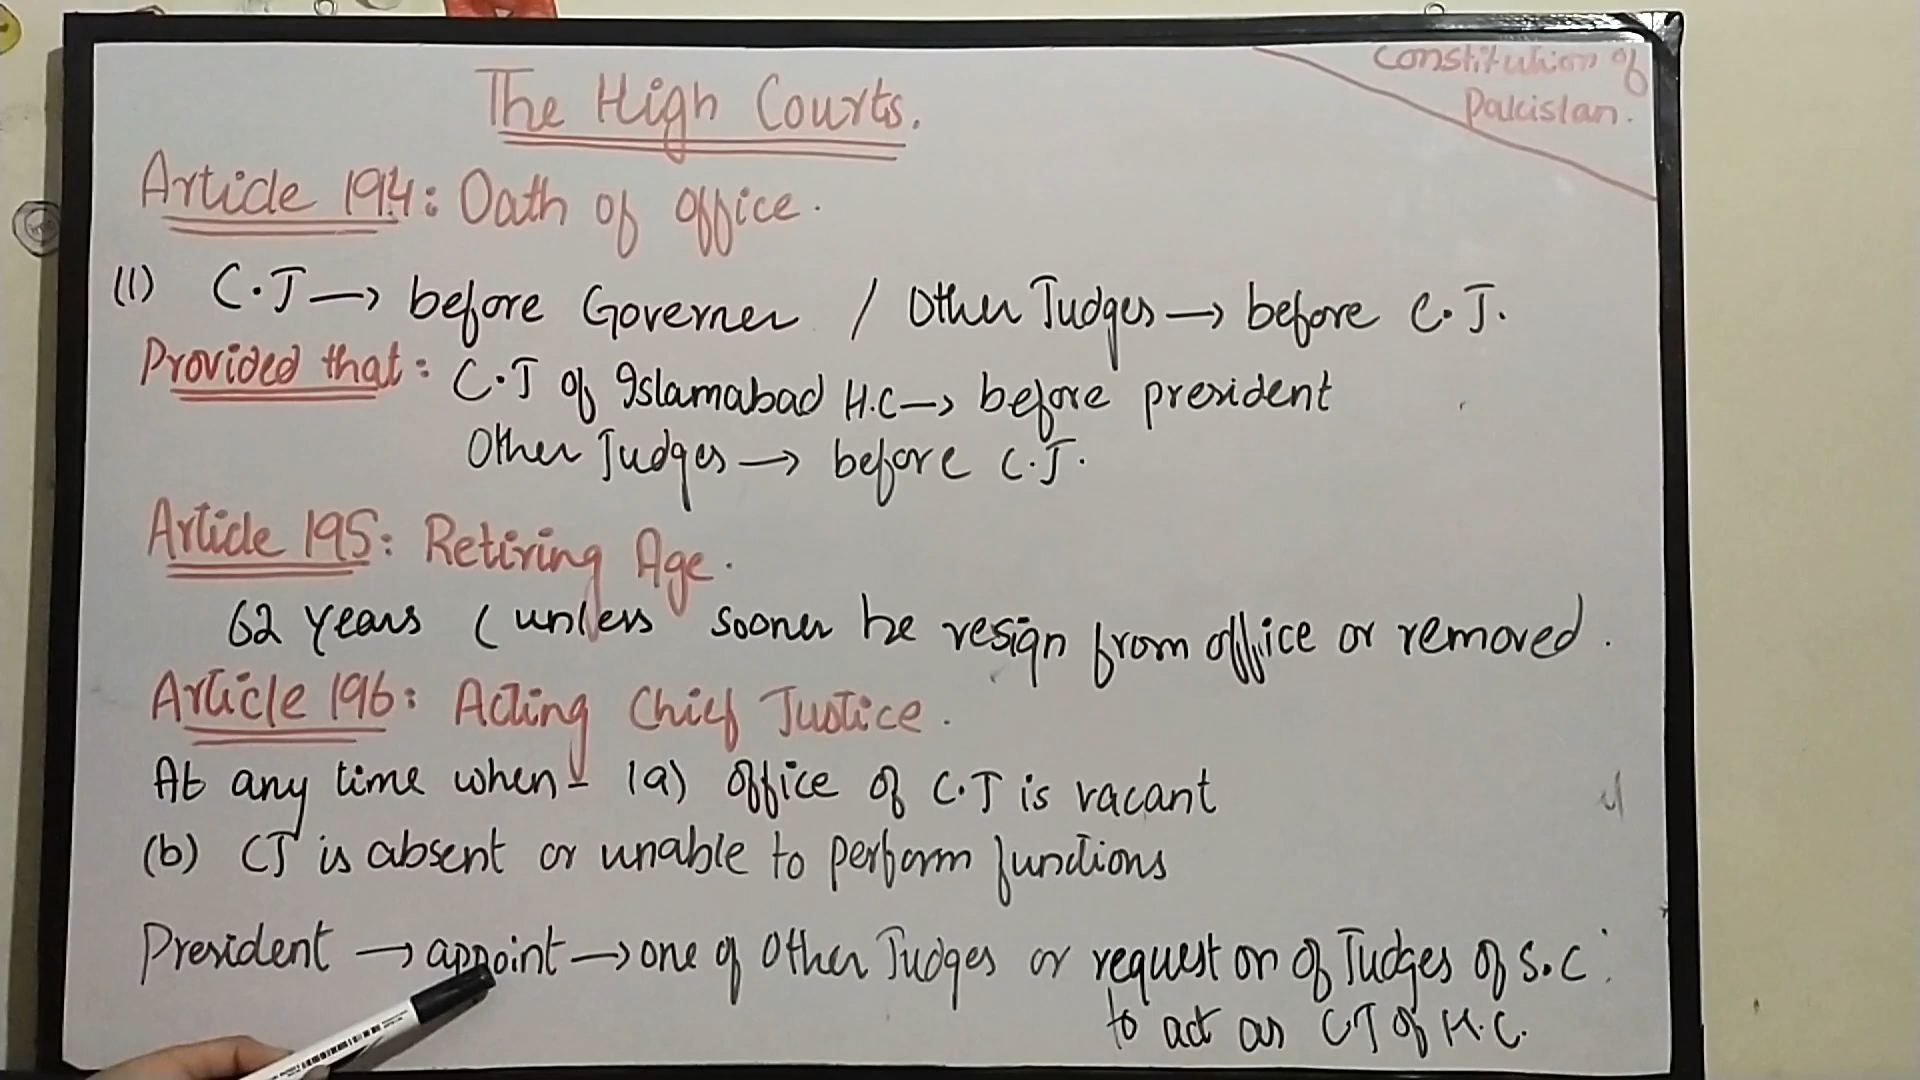 Constitution of
Pakistan.
The High Courts.
Article 194: Oath of office.
(1) C.J → before Governer / Other Judges → before C.J.
Provided that: C.J of Islamabad H.C → before president
Other Judges → before C.J.
Article 195: Retiring Age.
62 years ( unless sooner he resign from office or removed.
Article 196: Acting Chief Justice.
At any time when - (a) office of C.J is vacant
(b) CJ is absent or unable to perform functions
President → appoint → one of Other Judges or request on of Judges of S.C.
to act as CJ of H.C.